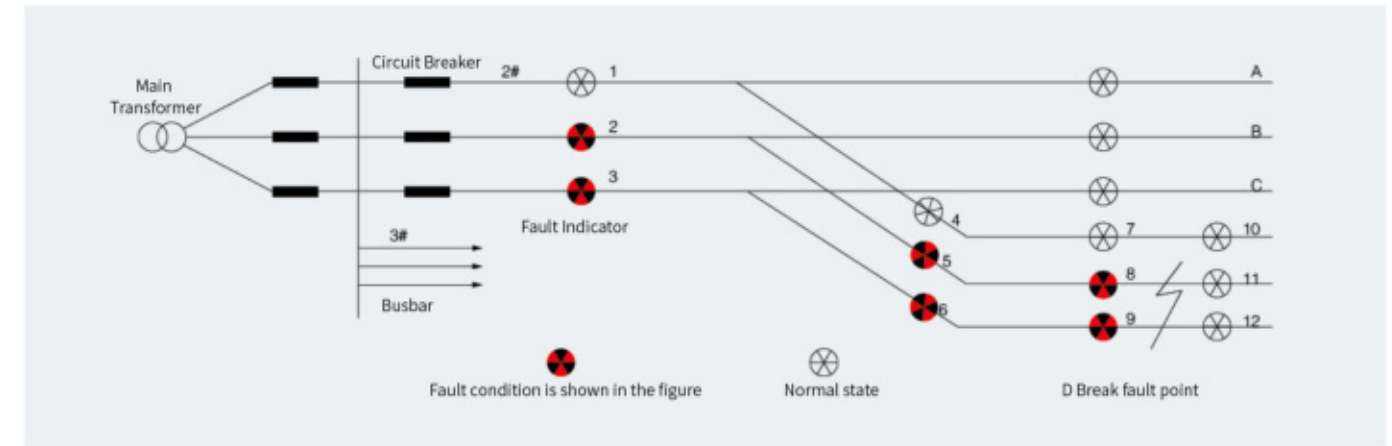 Circuit Breaker
2#
1
A
Main
Transformer
2
B
3
C
Fault Indicator
4
3#
7
10
5
8
11
Busbar
6
9
12
Fault condition is shown in the figure
Normal state
D Break fault point